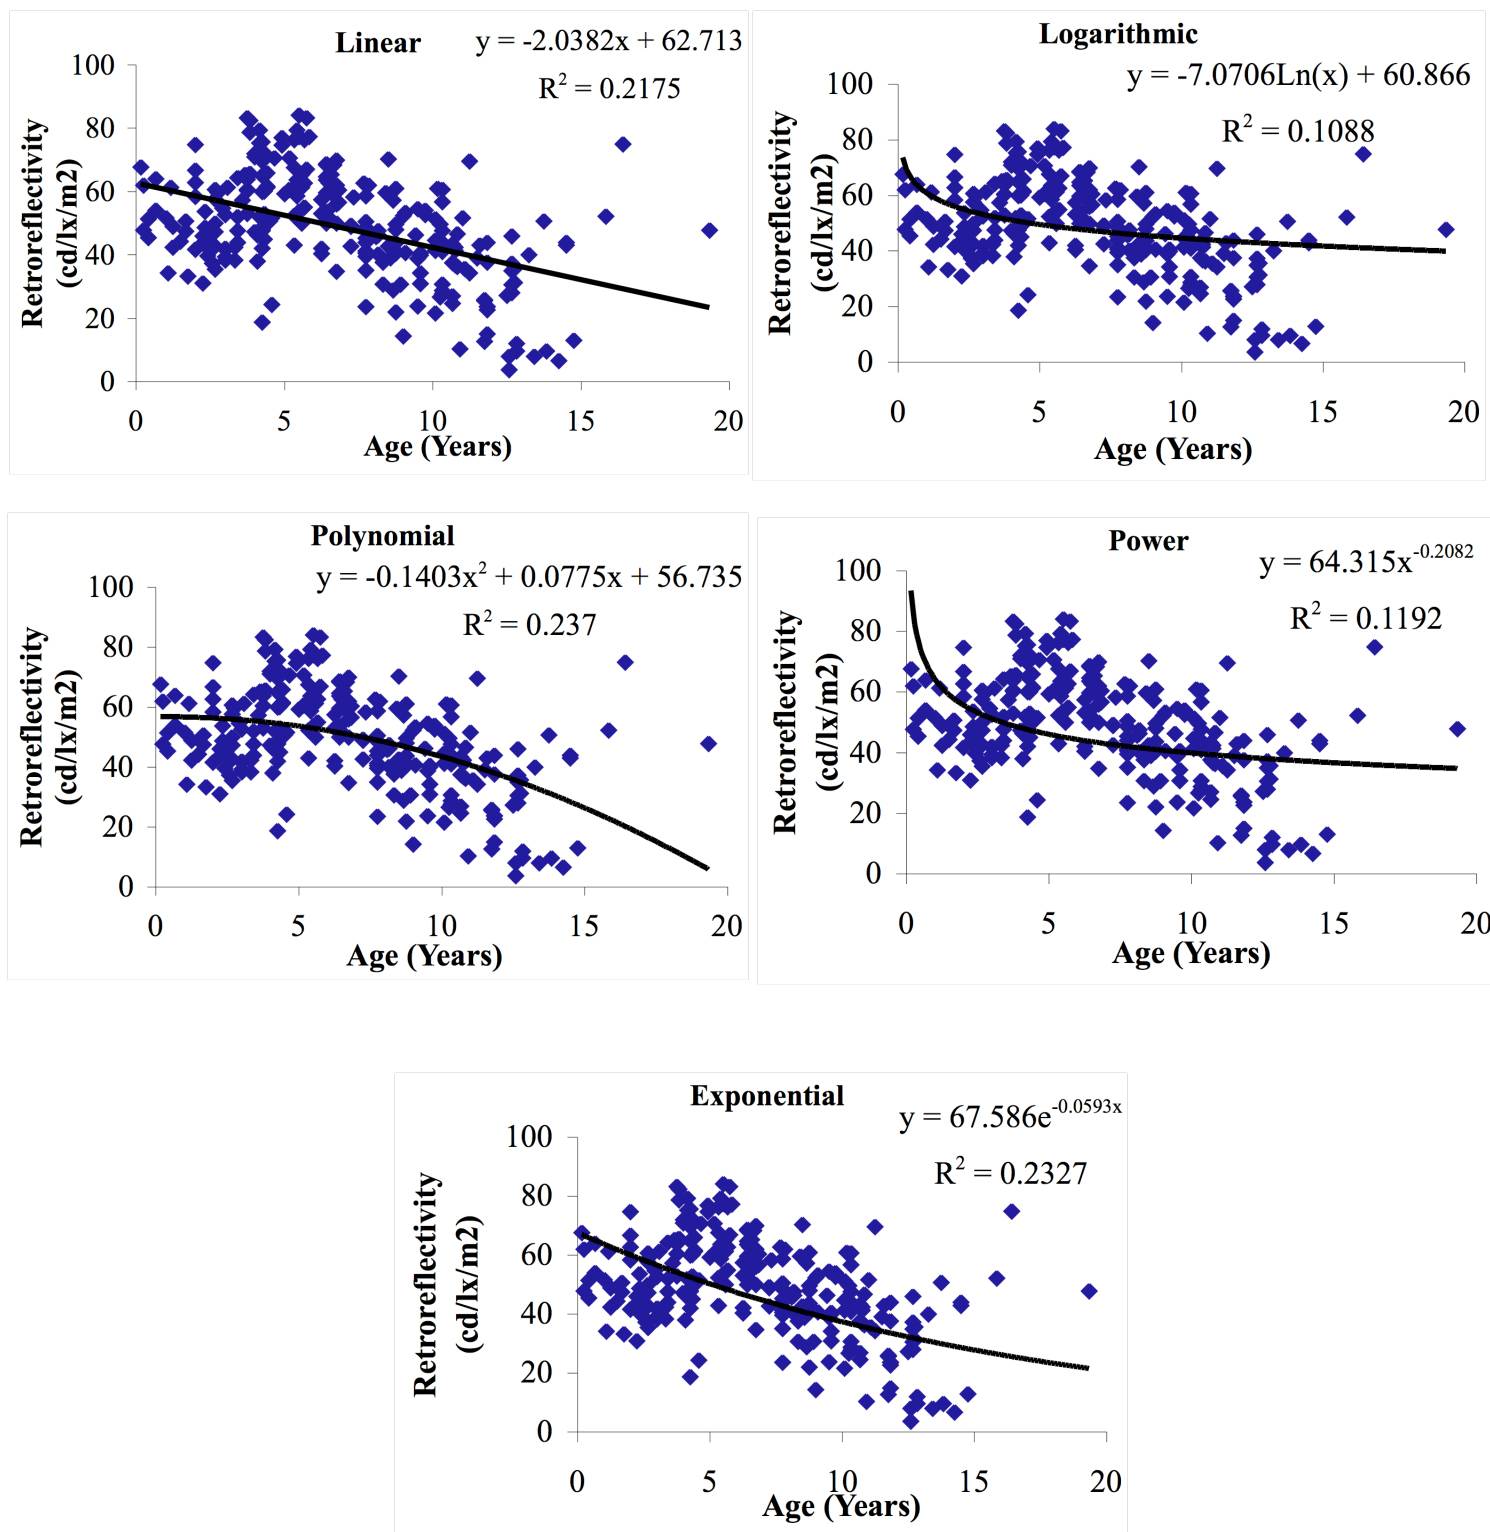 Linear
y = -2.0382x + 62.713
R² = 0.2175
100
80
60
40
20
0
0 5 10 15 20
Retroreflectivity
(cd/lx/m2)
Age (Years)
Logarithmic
y = -7.0706Ln(x) + 60.866
R² = 0.1088
100
80
60
40
20
0
0 5 10 15 20
Retroreflectivity
(cd/lx/m2)
Age (Years)
Polynomial
y = -0.1403x² + 0.0775x + 56.735
R² = 0.237
100
80
60
40
20
0
0 5 10 15 20
Retroreflectivity
(cd/lx/m2)
Age (Years)
Power
y = 64.315x⁻⁰·²⁰⁸²
R² = 0.1192
100
80
60
40
20
0
0 5 10 15 20
Retroreflectivity
(cd/lx/m2)
Age (Years)
Exponential
y = 67.586e⁻⁰·⁰⁵⁹³ˣ
R² = 0.2327
100
80
60
40
20
0
0 5 10 15 20
Retroreflectivity
(cd/lx/m2)
Age (Years)